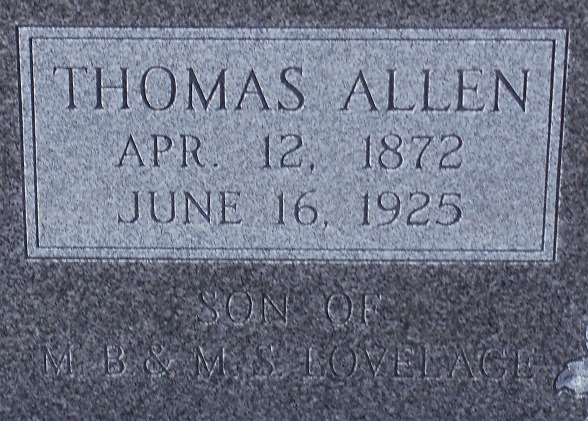 THOMAS ALLEN
APR. 12, 1872
JUNE 16, 1925
SON OF
M. B & M. S. LOVELACE